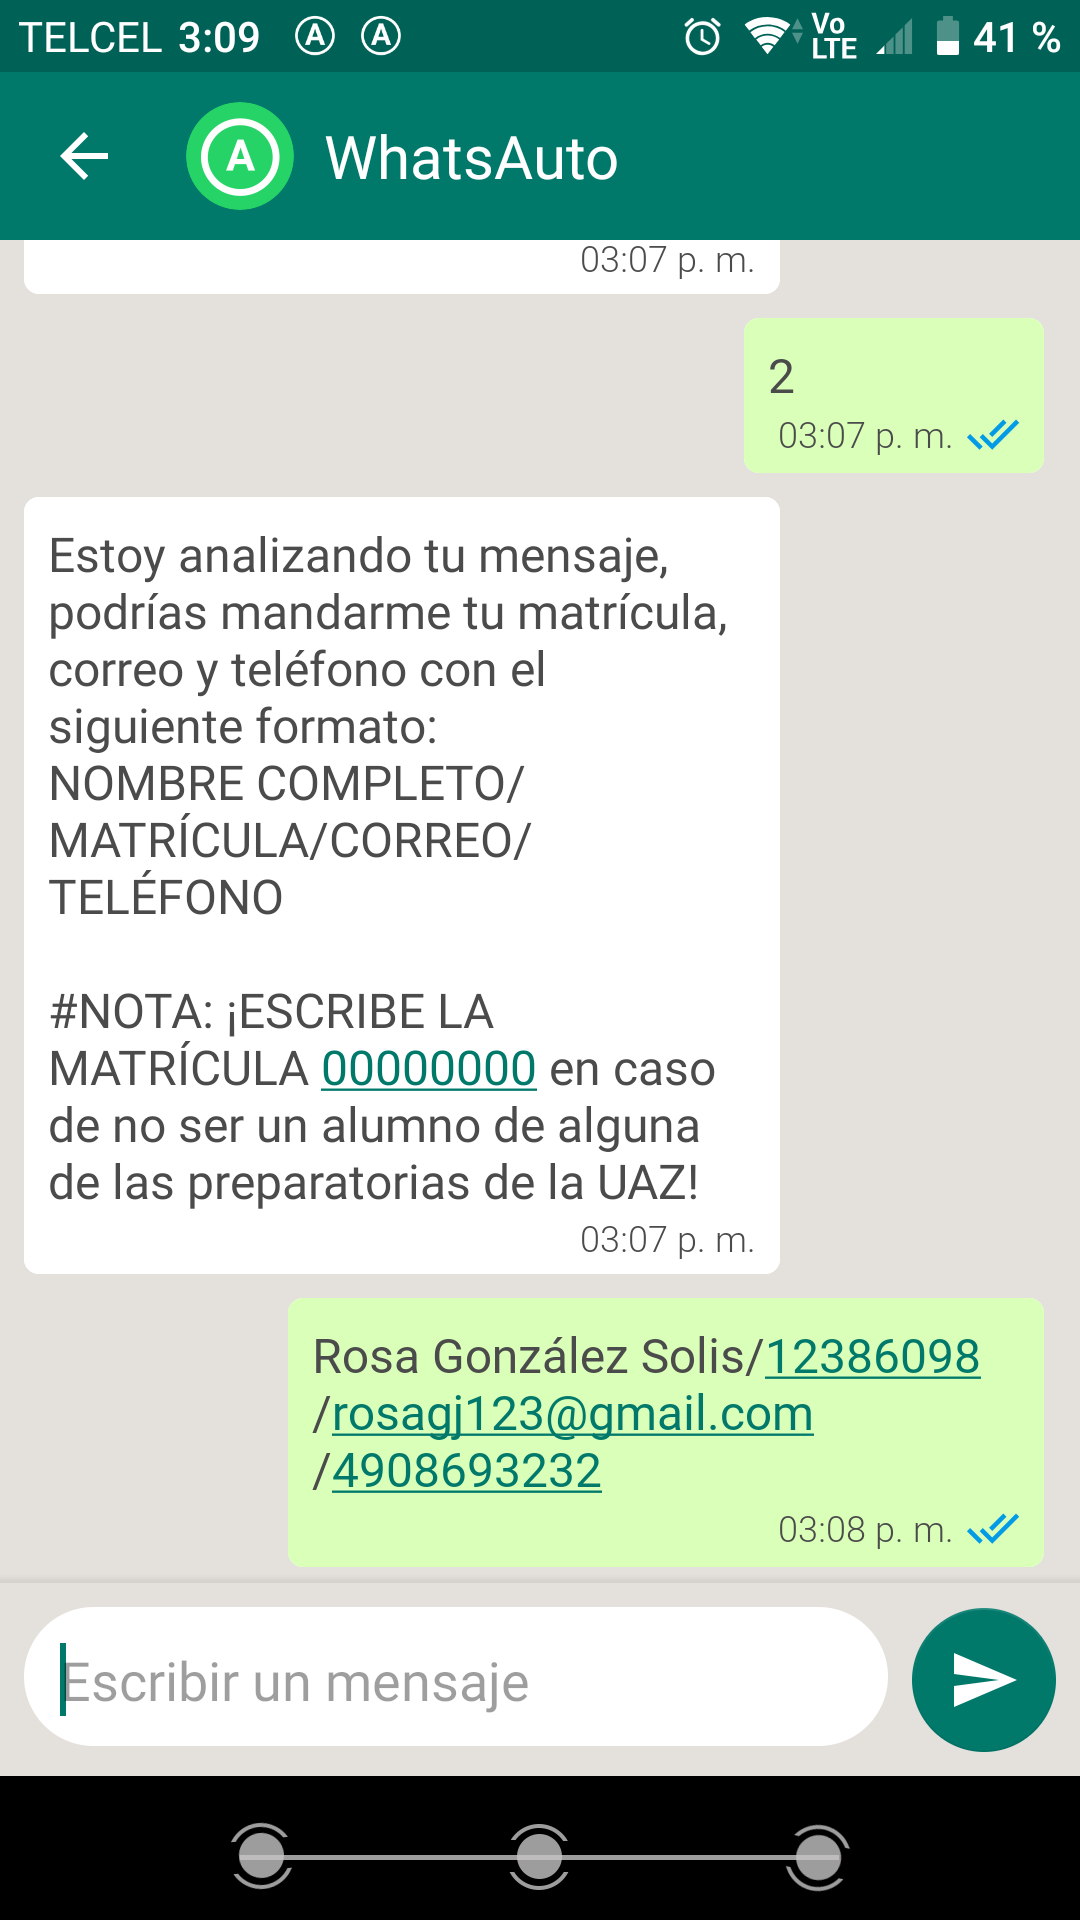 TELCEL 3:09 A A Vo LTE 41 %
A WhatsAuto
03:07 p. m.
2
03:07 p. m.
Estoy analizando tu mensaje,
podrías mandarme tu matrícula,
correo y teléfono con el
siguiente formato:
NOMBRE COMPLETO/
MATRÍCULA/CORREO/
TELÉFONO
#NOTA: ¡ESCRIBE LA
MATRÍCULA 00000000 en caso
de no ser un alumno de alguna
de las preparatorias de la UAZ!
03:07 p. m.
Rosa González Solis/12386098
/rosagj123@gmail.com
/4908693232
03:08 p. m.
Escribir un mensaje